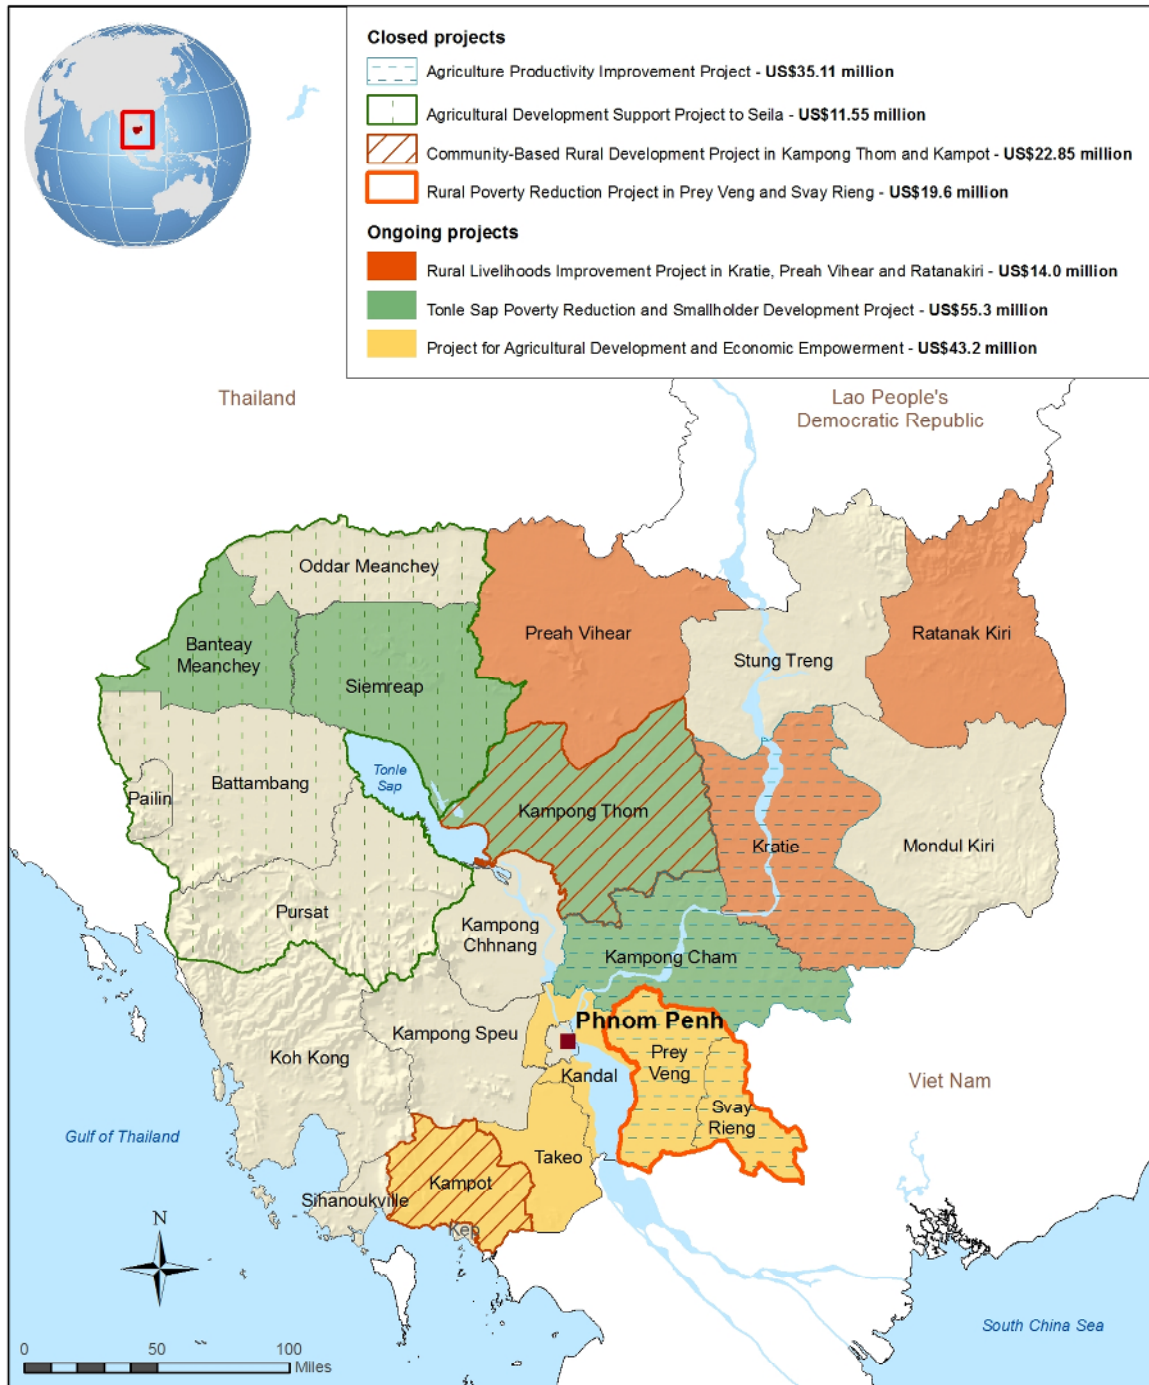 Closed projects
Agriculture Productivity Improvement Project - US$35.11 million
Agricultural Development Support Project to Seila - US$11.55 million
Community-Based Rural Development Project in Kampong Thom and Kampot - US$22.85 million
Rural Poverty Reduction Project in Prey Veng and Svay Rieng - US$19.6 million
Ongoing projects
Rural Livelihoods Improvement Project in Kratie, Preah Vihear and Ratanakiri - US$14.0 million
Tonle Sap Poverty Reduction and Smallholder Development Project - US$55.3 million
Project for Agricultural Development and Economic Empowerment - US$43.2 million
Thailand
Lao People's
Democratic Republic
Oddar Meanchey
Banteay
Meanchey
Siemreap
Preah Vihear
Stung Treng
Ratanak Kiri
Tonle
Sap
Battambang
Pailin
Kampong Thom
Kratie
Mondul Kiri
Pursat
Kampong
Chhnang
Kampong Cham
Phnom Penh
Kampong Speu
Koh Kong
Prey
Veng
Kandal
Svay
Rieng
Viet Nam
Gulf of Thailand
Takeo
Kampot
Sihanoukville
Kep
N
South China Sea
0 50 100
Miles